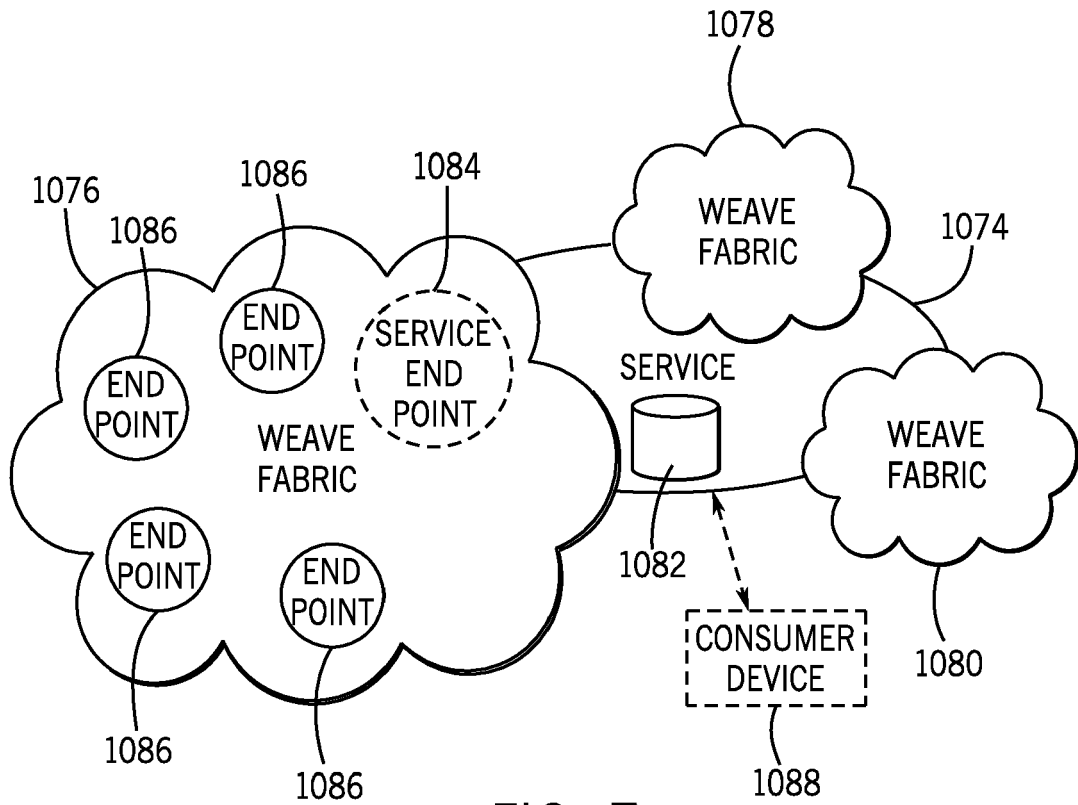 1078
1076
1086
1086
1084
1074
WEAVE
FABRIC
END
POINT
SERVICE
END
POINT
END
POINT
SERVICE
WEAVE
FABRIC
WEAVE
FABRIC
END
POINT
END
POINT
1082
CONSUMER
DEVICE
1080
1086
1086
1088